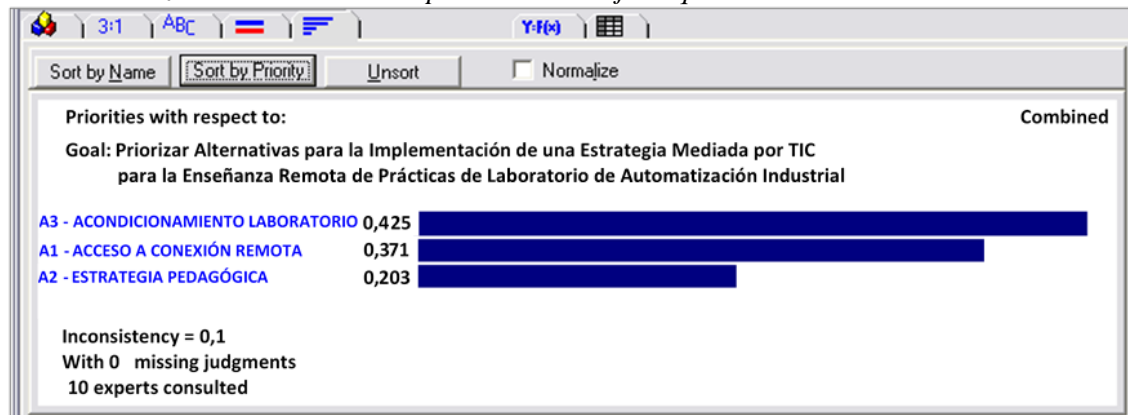 3:1 ABC Y=F(x)
Sort by Name Sort by Priority Unsort Normalize
Priorities with respect to: Combined
Goal: Priorizar Alternativas para la Implementación de una Estrategia Mediada por TIC
para la Enseñanza Remota de Prácticas de Laboratorio de Automatización Industrial
A3 - ACONDICIONAMIENTO LABORATORIO 0,425
A1 - ACCESO A CONEXIÓN REMOTA 0,371
A2 - ESTRATEGIA PEDAGÓGICA 0,203
Inconsistency = 0,1
With 0 missing judgments
10 experts consulted